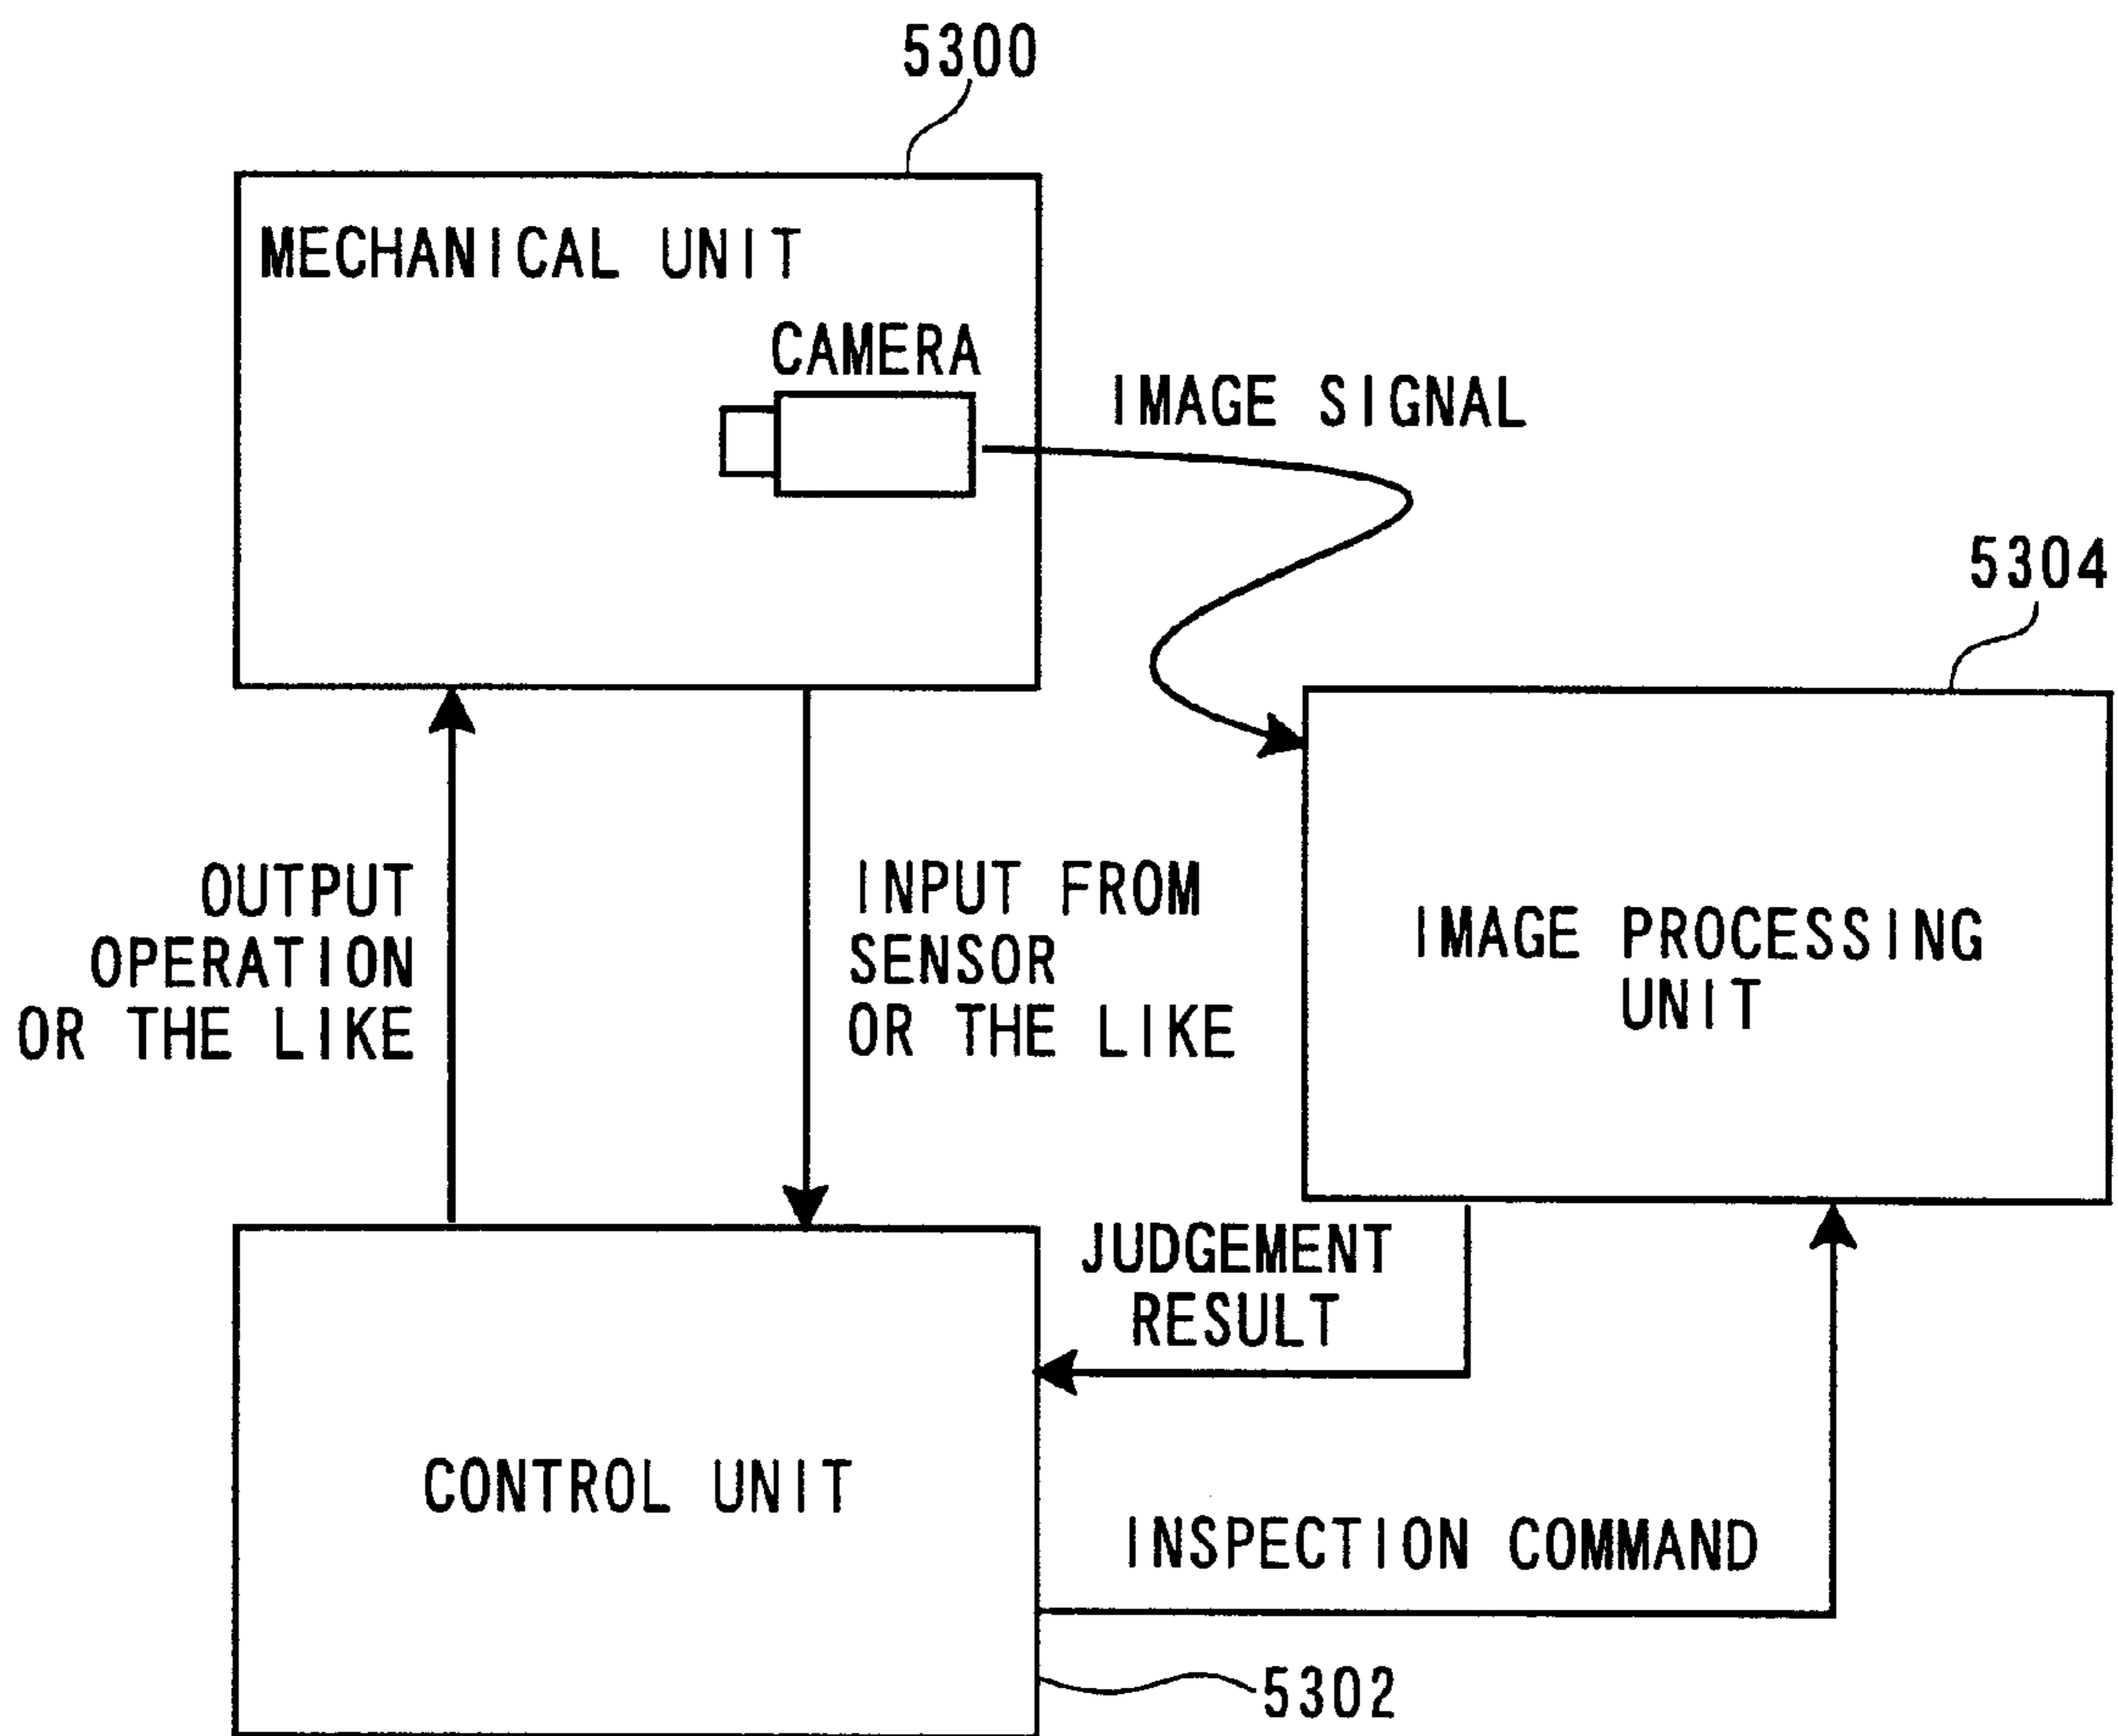 5300
MECHANICAL UNIT
CAMERA
IMAGE SIGNAL
5304
OUTPUT
OPERATION
OR THE LIKE
INPUT FROM
SENSOR
OR THE LIKE
IMAGE PROCESSING
UNIT
JUDGEMENT
RESULT
CONTROL UNIT
INSPECTION COMMAND
5302